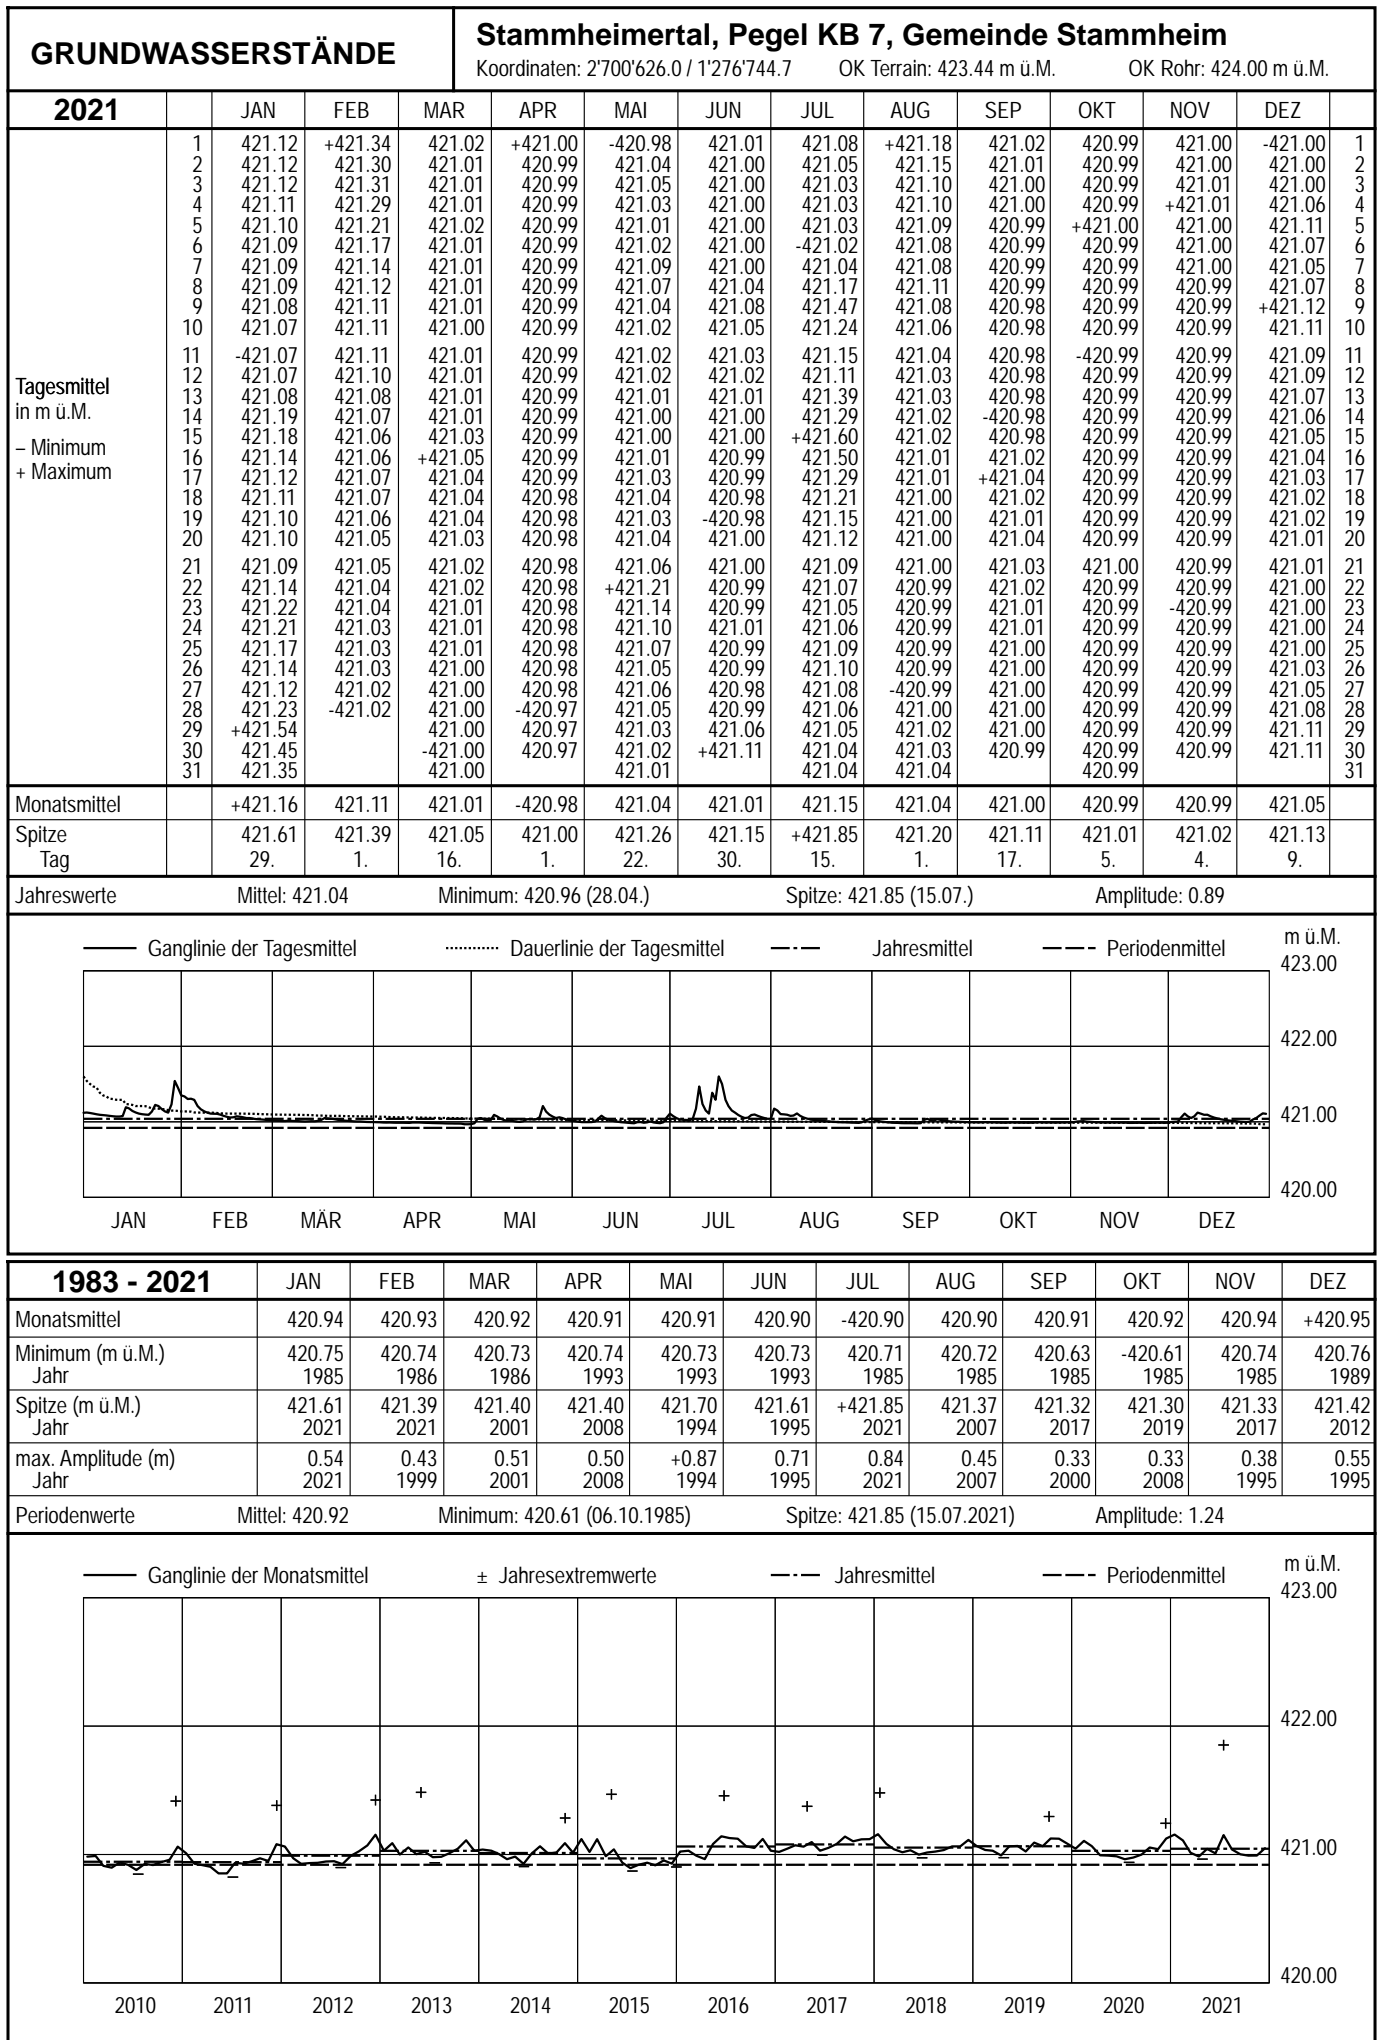 GRUNDWASSERSTÄNDE
Stammheimertal, Pegel KB 7, Gemeinde Stammheim
Koordinaten: 2'700'626.0 / 1'276'744.7 OK Terrain: 423.44 m ü.M. OK Rohr: 424.00 m ü.M.
2021 JAN FEB MAR APR MAI JUN JUL AUG SEP OKT NOV DEZ
1 421.12 +421.34 421.02 +421.00 -420.98 421.01 421.08 +421.18 421.02 420.99 421.00 -421.00 1
2 421.12 421.30 421.01 420.99 421.04 421.00 421.05 421.15 421.01 420.99 421.00 421.00 2
3 421.12 421.31 421.01 420.99 421.05 421.00 421.03 421.10 421.00 420.99 421.01 421.00 3
4 421.11 421.29 421.01 420.99 421.03 421.00 421.03 421.10 421.00 420.99 +421.01 421.06 4
5 421.10 421.21 421.02 420.99 421.01 421.00 421.03 421.09 420.99 +421.00 421.00 421.11 5
6 421.09 421.17 421.01 420.99 421.02 421.00 -421.02 421.08 420.99 420.99 421.00 421.07 6
7 421.09 421.14 421.01 420.99 421.09 421.00 421.04 421.08 420.99 420.99 421.00 421.05 7
8 421.09 421.12 421.01 420.99 421.07 421.04 421.17 421.11 420.99 420.99 420.99 421.07 8
9 421.08 421.11 421.01 420.99 421.04 421.08 421.47 421.08 420.98 420.99 420.99 +421.12 9
10 421.07 421.11 421.00 420.99 421.02 421.05 421.24 421.06 420.98 420.99 420.99 421.11 10
11 -421.07 421.11 421.01 420.99 421.02 421.03 421.15 421.04 420.98 -420.99 420.99 421.09 11
12 421.07 421.10 421.01 420.99 421.02 421.02 421.11 421.03 420.98 420.99 420.99 421.09 12
Tagesmittel
13 421.08 421.08 421.01 420.99 421.01 421.01 421.39 421.03 420.98 420.99 420.99 421.07 13
in m ü.M.
14 421.19 421.07 421.01 420.99 421.00 421.00 421.29 421.02 -420.98 420.99 420.99 421.06 14
15 421.18 421.06 421.03 420.99 421.00 421.00 +421.60 421.02 420.98 420.99 420.99 421.05 15
– Minimum
16 421.14 421.06 +421.05 420.99 421.01 420.99 421.50 421.01 421.02 420.99 420.99 421.04 16
+ Maximum
17 421.12 421.07 421.04 420.99 421.03 420.99 421.29 421.01 +421.04 420.99 420.99 421.03 17
18 421.11 421.07 421.04 420.98 421.04 420.98 421.21 421.00 421.02 420.99 420.99 421.02 18
19 421.10 421.06 421.04 420.98 421.03 -420.98 421.15 421.00 421.01 420.99 420.99 421.02 19
20 421.10 421.05 421.03 420.98 421.04 421.00 421.12 421.00 421.04 420.99 420.99 421.01 20
21 421.09 421.05 421.02 420.98 421.06 421.00 421.09 421.00 421.03 421.00 420.99 421.01 21
22 421.14 421.04 421.02 420.98 +421.21 420.99 421.07 420.99 421.02 420.99 420.99 421.00 22
23 421.22 421.04 421.01 420.98 421.14 420.99 421.05 420.99 421.01 420.99 -420.99 421.00 23
24 421.21 421.03 421.01 420.98 421.10 421.01 421.06 420.99 421.01 420.99 420.99 421.00 24
25 421.17 421.03 421.01 420.98 421.07 420.99 421.09 420.99 421.00 420.99 420.99 421.00 25
26 421.14 421.03 421.00 420.98 421.05 420.99 421.10 420.99 421.00 420.99 420.99 421.03 26
27 421.12 421.02 421.00 420.98 421.06 420.98 421.08 -420.99 421.00 420.99 420.99 421.05 27
28 421.23 -421.02 421.00 -420.97 421.05 420.99 421.06 421.00 421.00 420.99 420.99 421.08 28
29 +421.54 421.00 420.97 421.03 421.06 421.05 421.02 421.00 420.99 420.99 421.11 29
30 421.45 -421.00 420.97 421.02 +421.11 421.04 421.03 420.99 420.99 420.99 421.11 30
31 421.35 421.00 421.01 421.04 421.04 420.99 31
Monatsmittel +421.16 421.11 421.01 -420.98 421.04 421.01 421.15 421.04 421.00 420.99 420.99 421.05
Spitze 421.61 421.39 421.05 421.00 421.26 421.15 +421.85 421.20 421.11 421.01 421.02 421.13
Tag 29. 1. 16. 1. 22. 30. 15. 1. 17. 5. 4. 9.
Jahreswerte Mittel: 421.04 Minimum: 420.96 (28.04.) Spitze: 421.85 (15.07.) Amplitude: 0.89
Ganglinie der Tagesmittel Dauerlinie der Tagesmittel Jahresmittel Periodenmittel m ü.M.
423.00
422.00
421.00
420.00
JAN FEB MÄR APR MAI JUN JUL AUG SEP OKT NOV DEZ
1983 - 2021 JAN FEB MAR APR MAI JUN JUL AUG SEP OKT NOV DEZ
Monatsmittel 420.94 420.93 420.92 420.91 420.91 420.90 -420.90 420.90 420.91 420.92 420.94 +420.95
Minimum (m ü.M.) 420.75 420.74 420.73 420.74 420.73 420.73 420.71 420.72 420.63 -420.61 420.74 420.76
Jahr 1985 1986 1986 1993 1993 1993 1985 1985 1985 1985 1985 1989
Spitze (m ü.M.) 421.61 421.39 421.40 421.40 421.70 421.61 +421.85 421.37 421.32 421.30 421.33 421.42
Jahr 2021 2021 2001 2008 1994 1995 2021 2007 2017 2019 2017 2012
max. Amplitude (m) 0.54 0.43 0.51 0.50 +0.87 0.71 0.84 0.45 0.33 0.33 0.38 0.55
Jahr 2021 1999 2001 2008 1994 1995 2021 2007 2000 2008 1995 1995
Periodenwerte Mittel: 420.92 Minimum: 420.61 (06.10.1985) Spitze: 421.85 (15.07.2021) Amplitude: 1.24
Ganglinie der Monatsmittel ± Jahresextremwerte Jahresmittel Periodenmittel m ü.M.
423.00
422.00
421.00
420.00
2010 2011 2012 2013 2014 2015 2016 2017 2018 2019 2020 2021